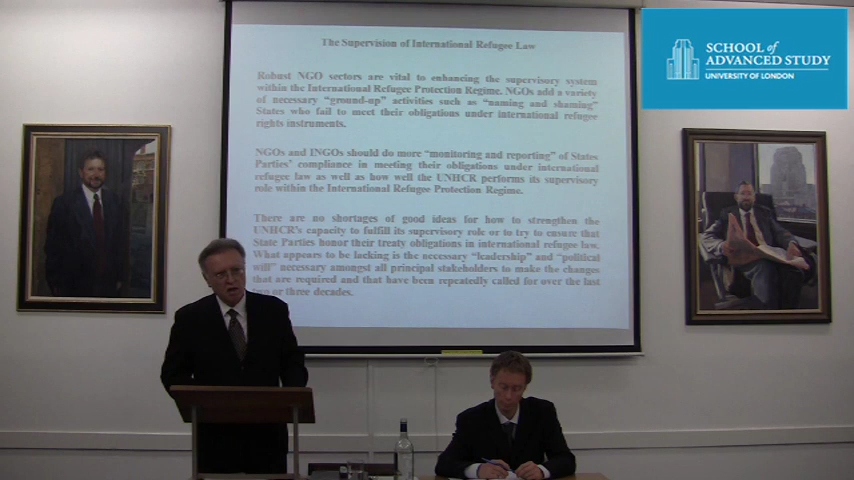 The Supervision of International Refugee Law
Robust NGO sectors are vital to enhancing the supervisory system
within the International Refugee Protection Regime. NGOs add a variety
of necessary “ground-up” activities such as “naming and shaming”
States who fail to meet their obligations under international refugee
rights instruments.
NGOs and INGOs should do more “monitoring and reporting” of States
Parties’ compliance in meeting their obligations under international
refugee law as well as how well the UNHCR performs its supervisory
role within the International Refugee Protection Regime.
There are no shortages of good ideas for how to strengthen the
UNHCR’s capacity to fulfill its supervisory role or to try to ensure that
State Parties honor their treaty obligations in international refugee law.
What appears to be lacking is the necessary “leadership” and “political
will” necessary amongst all principal stakeholders to make the changes
that are required and that have been repeatedly called for over the last
two or three decades.
SCHOOL of
ADVANCED STUDY
UNIVERSITY OF LONDON